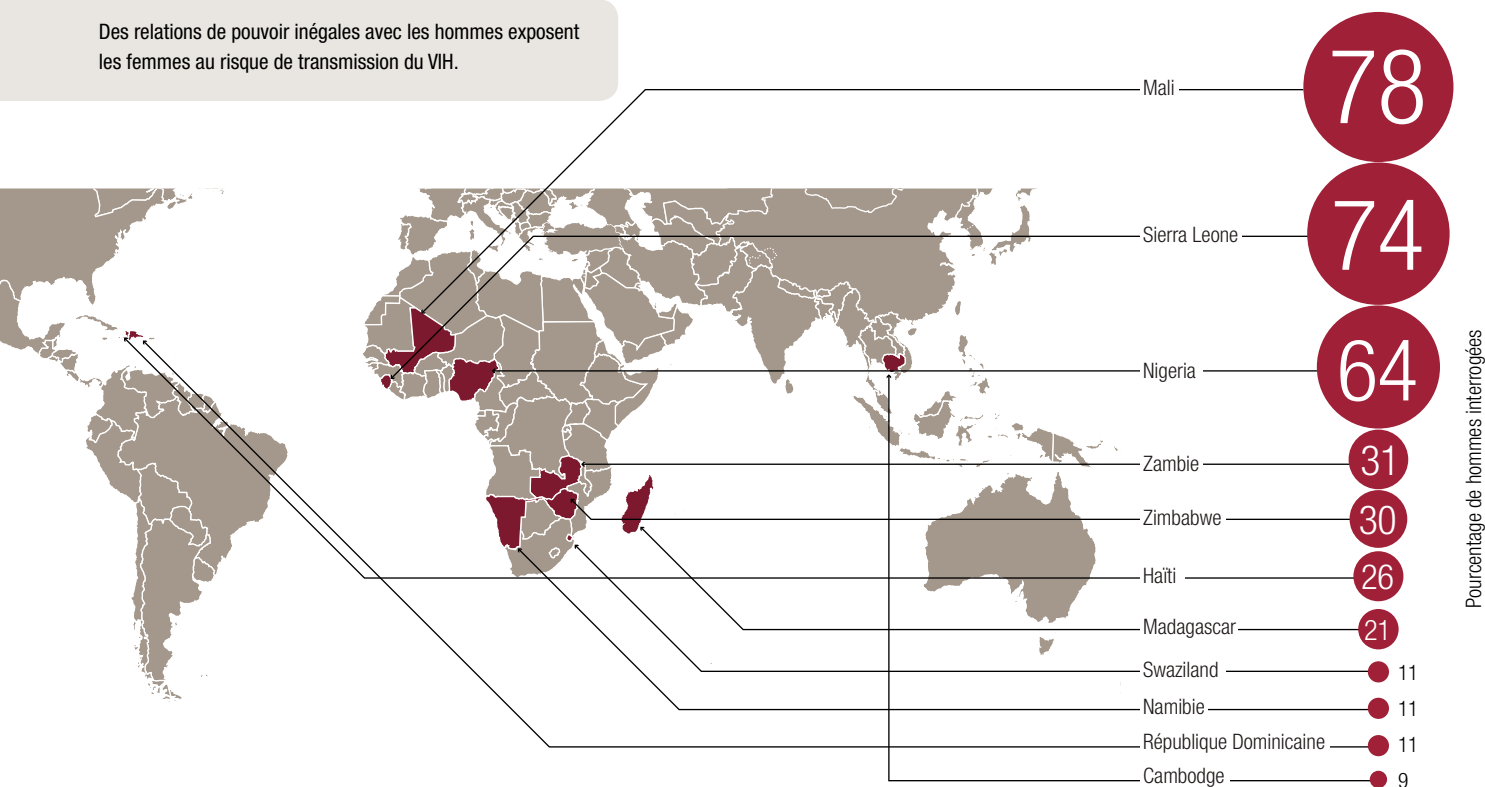 Des relations de pouvoir inégales avec les hommes exposent
les femmes au risque de transmission du VIH.
Mali 78
Sierra Leone 74
Nigeria 64
Zambie 31
Zimbabwe 30
Haïti 26
Madagascar 21
Swaziland 11
Namibie 11
République Dominicaine 11
Cambodge 9
Pourcentage de hommes interrogées